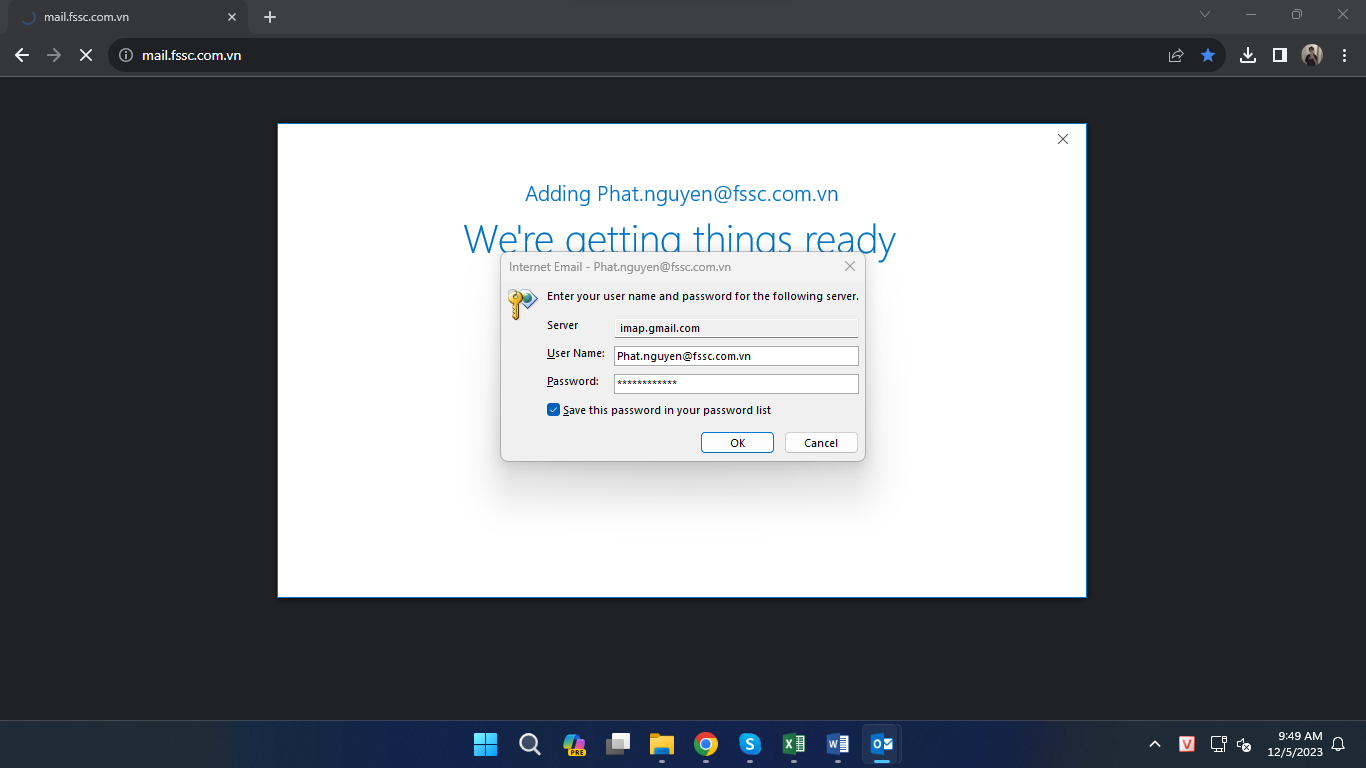 mail.fssc.com.vn
mail.fssc.com.vn
Adding Phat.nguyen@fssc.com.vn
We're getting things ready
Internet Email - Phat.nguyen@fssc.com.vn
Enter your user name and password for the following server.
Server
imap.gmail.com
User Name:
Phat.nguyen@fssc.com.vn
Password:
************
Save this password in your password list
OK
Cancel
PRE
V
9:49 AM
12/5/2023